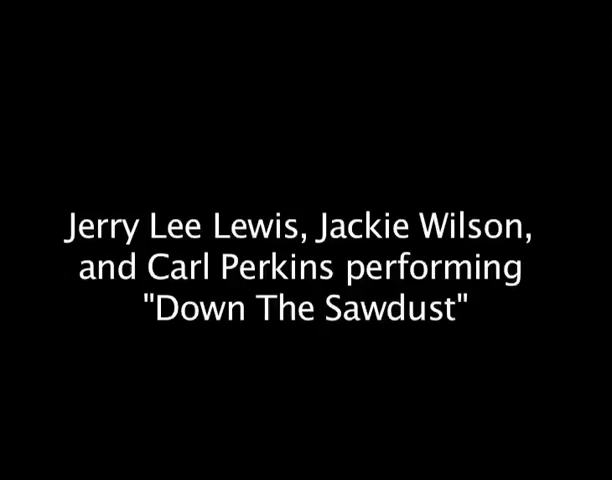 Jerry Lee Lewis, Jackie Wilson,
and Carl Perkins performing
"Down The Sawdust"